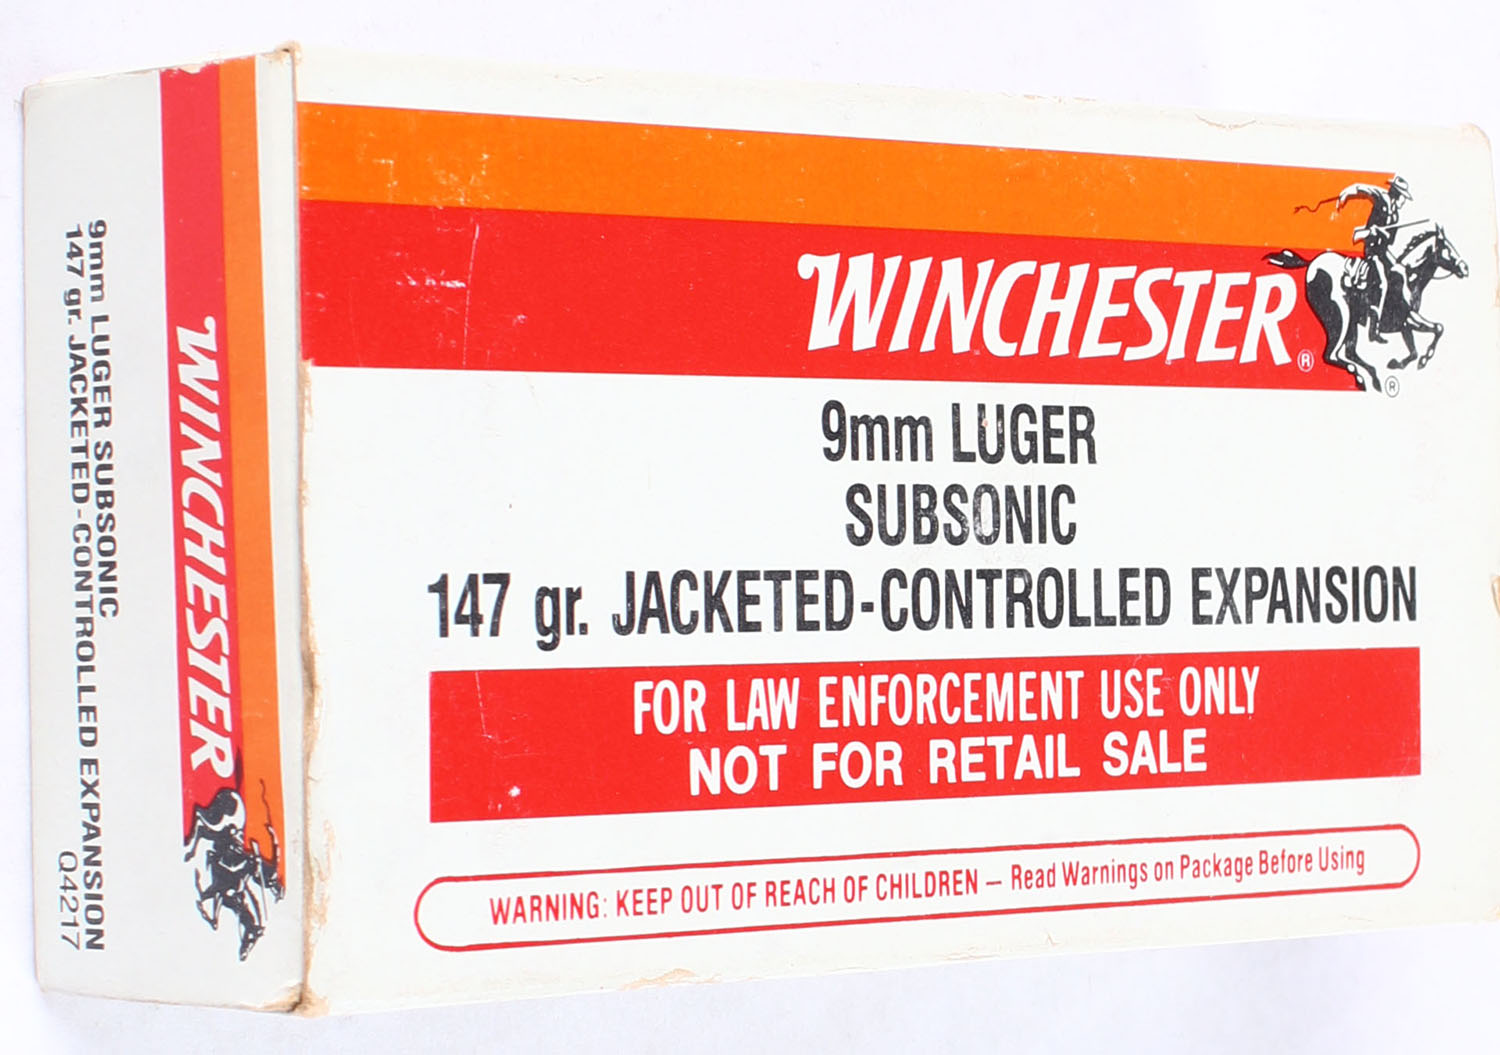 WINCHESTER®
®
9mm LUGER
SUBSONIC
147 gr. JACKETED-CONTROLLED EXPANSION
FOR LAW ENFORCEMENT USE ONLY
NOT FOR RETAIL SALE
WARNING: KEEP OUT OF REACH OF CHILDREN – Read Warnings on Package Before Using
WINCHESTER
9mm LUGER SUBSONIC
147 gr. JACKETED-CONTROLLED EXPANSION
Q4217